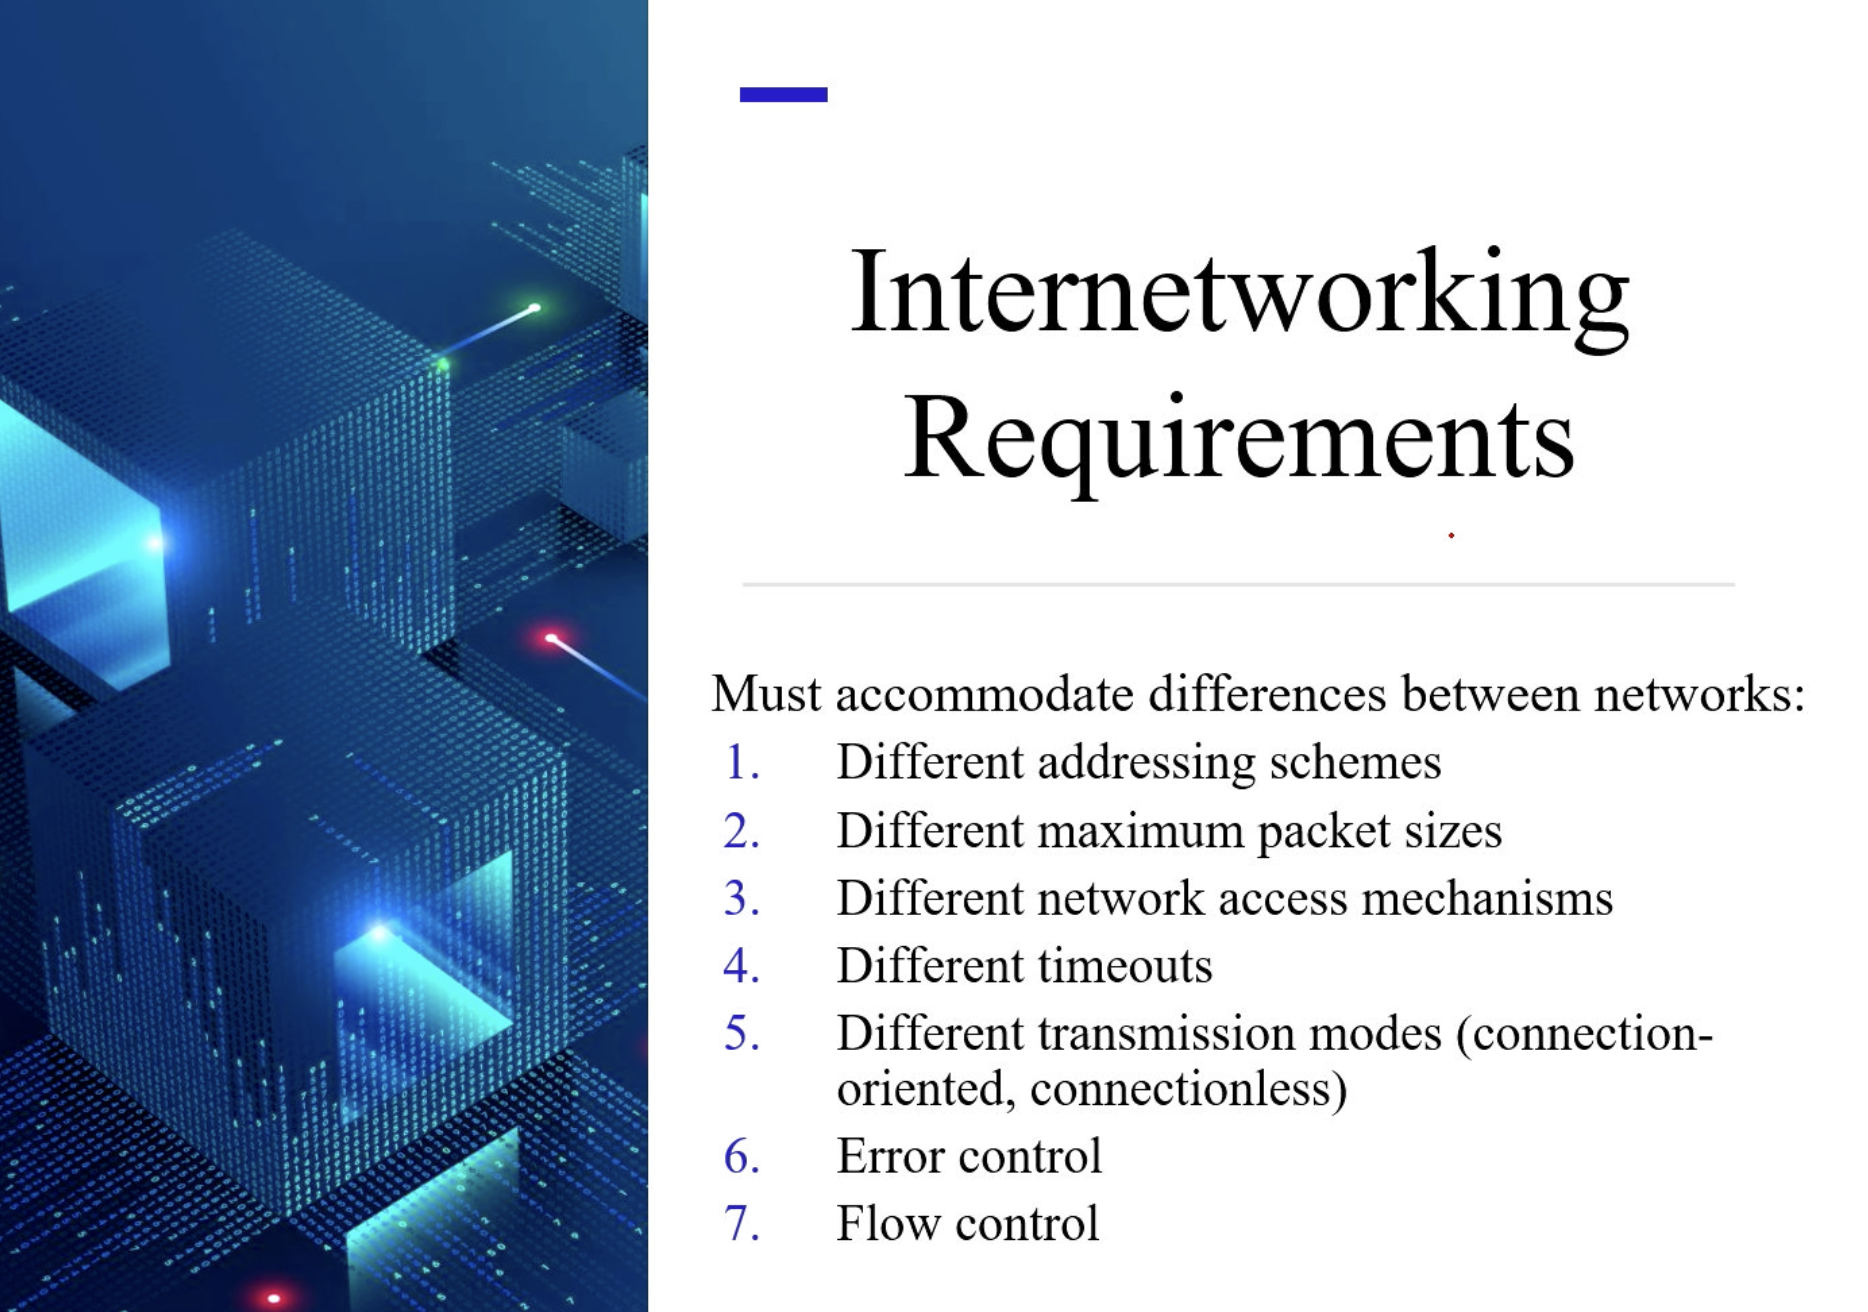 Internetworking
Requirements
Must accommodate differences between networks:
1. Different addressing schemes
2. Different maximum packet sizes
3. Different network access mechanisms
4. Different timeouts
5. Different transmission modes (connection-
oriented, connectionless)
6. Error control
7. Flow control